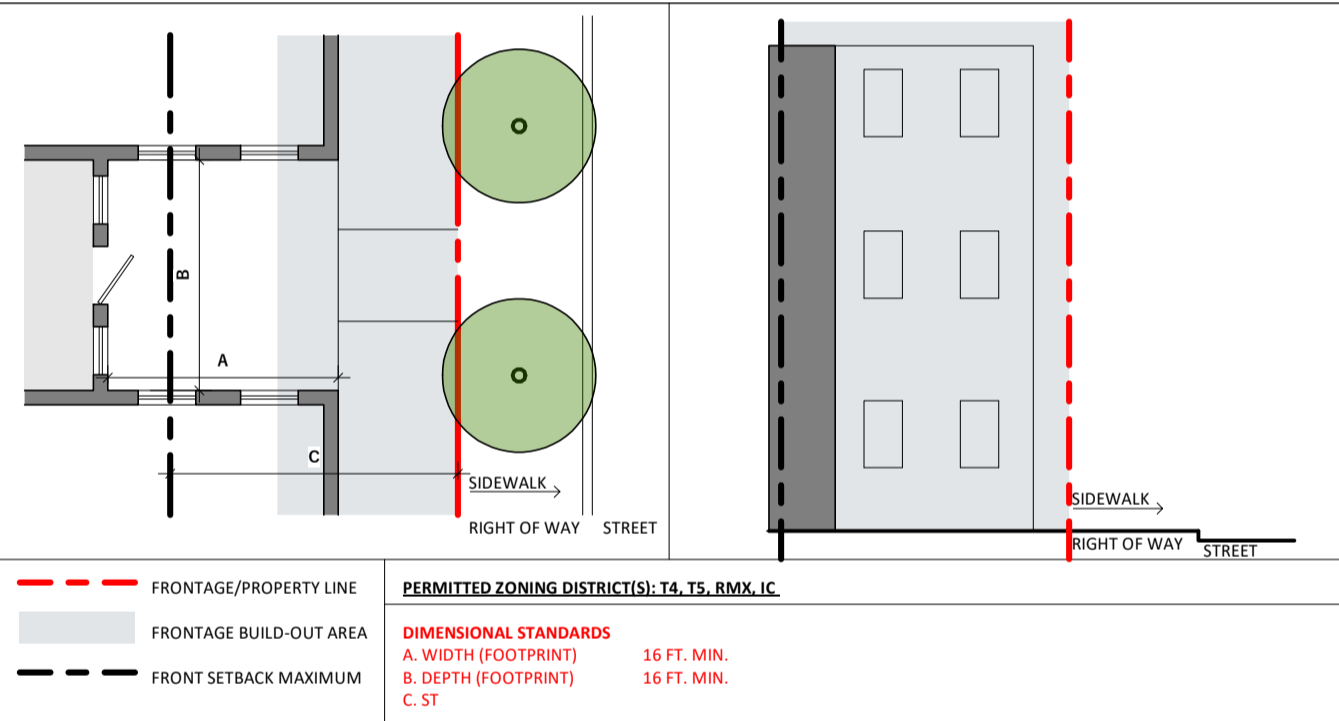 B
A
C
SIDEWALK
RIGHT OF WAY STREET
SIDEWALK
RIGHT OF WAY STREET
FRONTAGE/PROPERTY LINE
FRONTAGE BUILD-OUT AREA
FRONT SETBACK MAXIMUM
PERMITTED ZONING DISTRICT(S): T4, T5, RMX, IC
DIMENSIONAL STANDARDS
A. WIDTH (FOOTPRINT) 16 FT. MIN.
B. DEPTH (FOOTPRINT) 16 FT. MIN.
C. ST